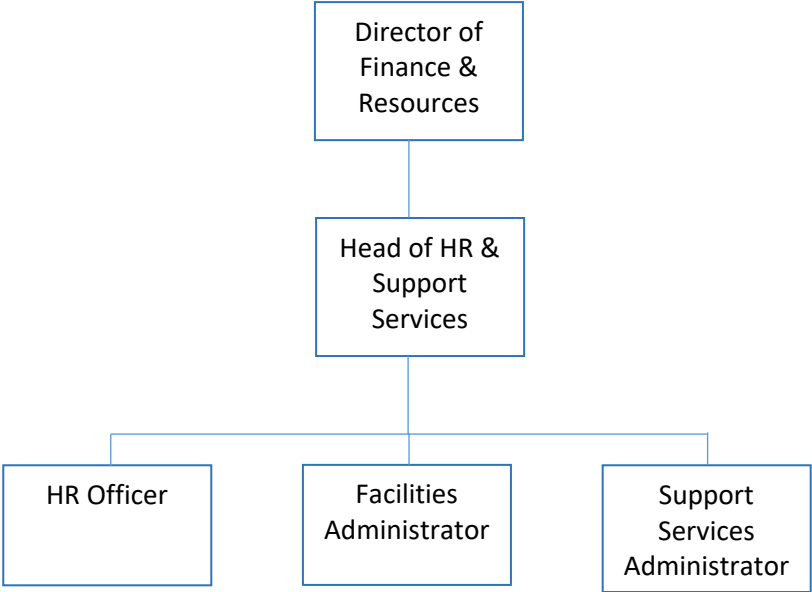 Director of
Finance &
Resources
Head of HR &
Support
Services
HR Officer
Facilities
Administrator
Support
Services
Administrator